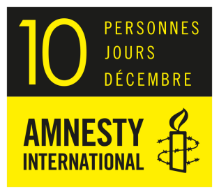 10 PERSONNES
JOURS
DÉCEMBRE
AMNESTY
INTERNATIONAL